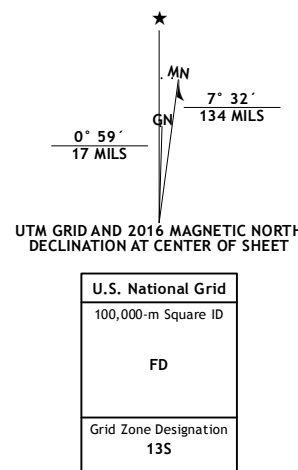 MN
GN
7° 32´
134 MILS
0° 59´
17 MILS
UTM GRID AND 2016 MAGNETIC NORTH
DECLINATION AT CENTER OF SHEET
U.S. National Grid
100,000-m Square ID
FD
Grid Zone Designation
13S